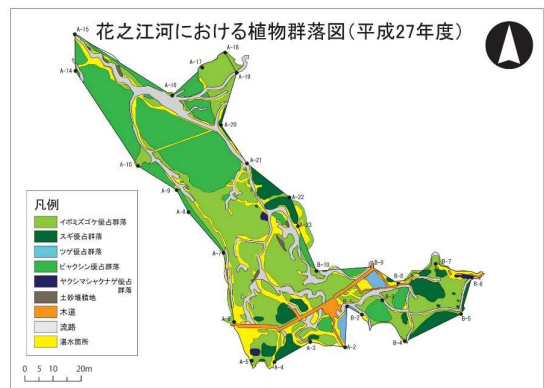 花之江河における植物群落図(平成27年度)
A-15
A-18
A-17
A-19
A-14
A-16
A-20
A-21
A-10
A-9
A-22
A-8
A-23
A-7
B-10
B-9
B-7
B-8
B-6
B-1
B-2
B-5
A-6
A-3
A-2
B-4
A-5
A-4
凡例
イボミズゴケ優占群落
スギ優占群落
ツゲ優占群落
ビャクシン優占群落
ヤクシマシャクナゲ優占
群落
土砂堆積地
木道
流路
湛水箇所
0 5 10 20m